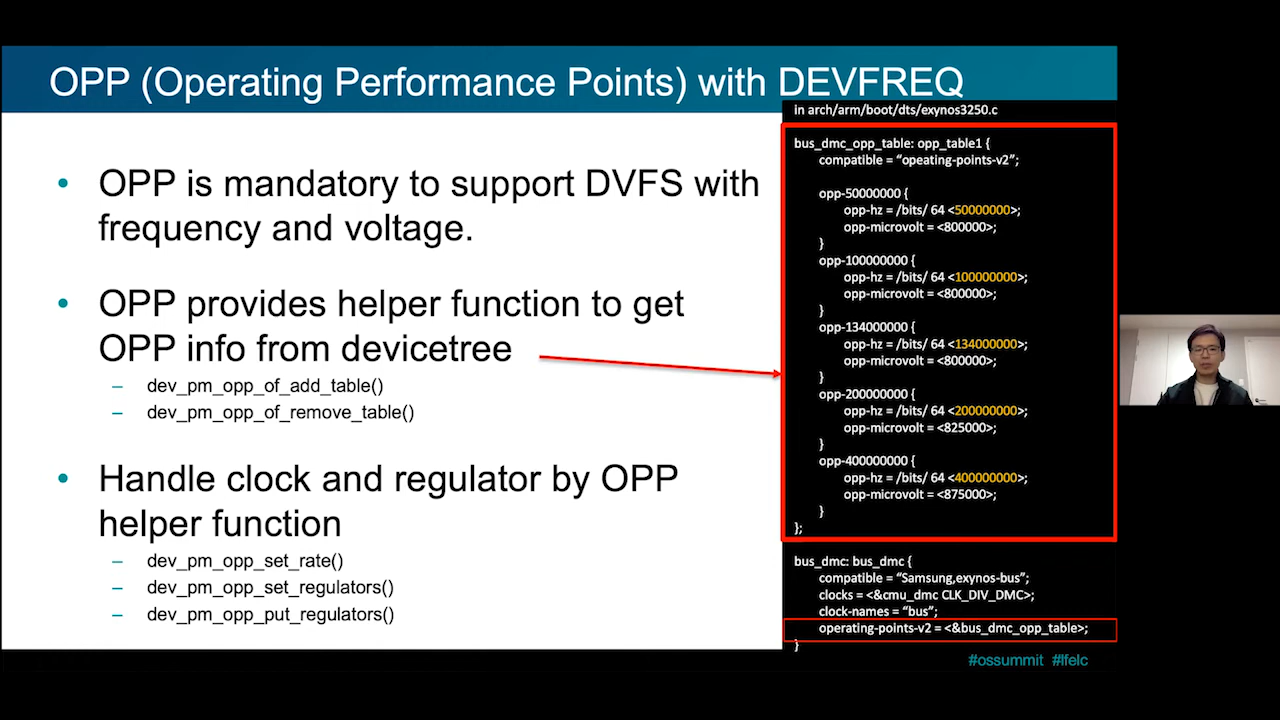 OPP (Operating Performance Points) with DEVFREQ
• OPP is mandatory to support DVFS with
frequency and voltage.
• OPP provides helper function to get
OPP info from devicetree
– dev_pm_opp_of_add_table()
– dev_pm_opp_of_remove_table()
• Handle clock and regulator by OPP
helper function
– dev_pm_opp_set_rate()
– dev_pm_opp_set_regulators()
– dev_pm_opp_put_regulators()
in arch/arm/boot/dts/exynos3250.c
bus_dmc_opp_table: opp_table1 {
compatible = “opeating-points-v2”;
opp-50000000 {
opp-hz = /bits/ 64 <50000000>;
opp-microvolt = <800000>;
}
opp-100000000 {
opp-hz = /bits/ 64 <100000000>;
opp-microvolt = <800000>;
}
opp-134000000 {
opp-hz = /bits/ 64 <134000000>;
opp-microvolt = <800000>;
}
opp-200000000 {
opp-hz = /bits/ 64 <200000000>;
opp-microvolt = <825000>;
}
opp-400000000 {
opp-hz = /bits/ 64 <400000000>;
opp-microvolt = <875000>;
}
};
bus_dmc: bus_dmc {
compatible = “Samsung,exynos-bus”;
clocks = <&cmu_dmc CLK_DIV_DMC>;
clock-names = “bus”;
operating-points-v2 = <&bus_dmc_opp_table>;
}
#ossummit #lfelc